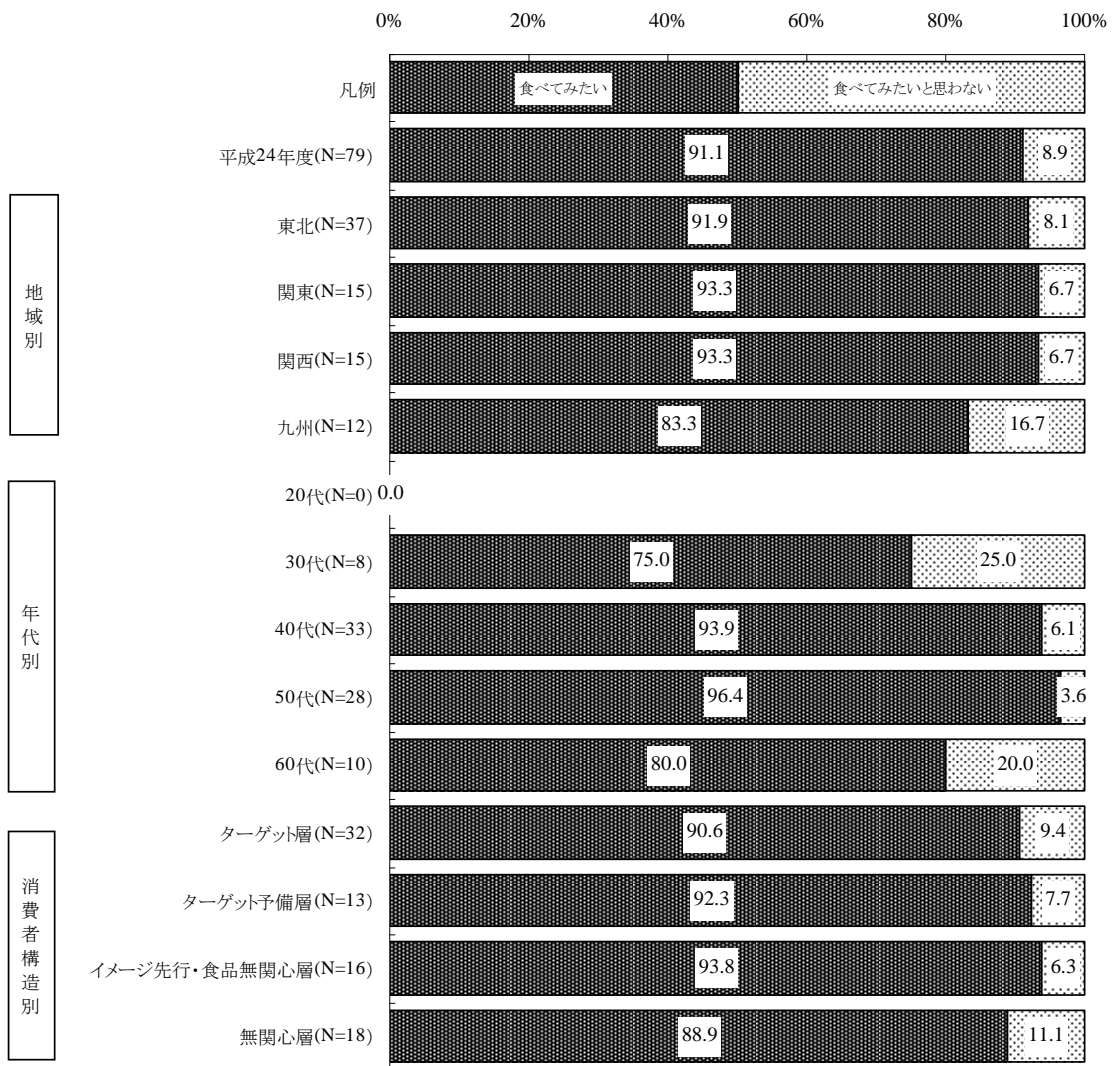 0% 20% 40% 60% 80% 100%
凡例 食べてみたい 食べてみたいと思わない
平成24年度(N=79) 91.1 8.9
地域別
東北(N=37) 91.9 8.1
関東(N=15) 93.3 6.7
関西(N=15) 93.3 6.7
九州(N=12) 83.3 16.7
年代別
20代(N=0) 0.0
30代(N=8) 75.0 25.0
40代(N=33) 93.9 6.1
50代(N=28) 96.4 3.6
60代(N=10) 80.0 20.0
消費者構造別
ターゲット層(N=32) 90.6 9.4
ターゲット予備層(N=13) 92.3 7.7
イメージ先行・食品無関心層(N=16) 93.8 6.3
無関心層(N=18) 88.9 11.1